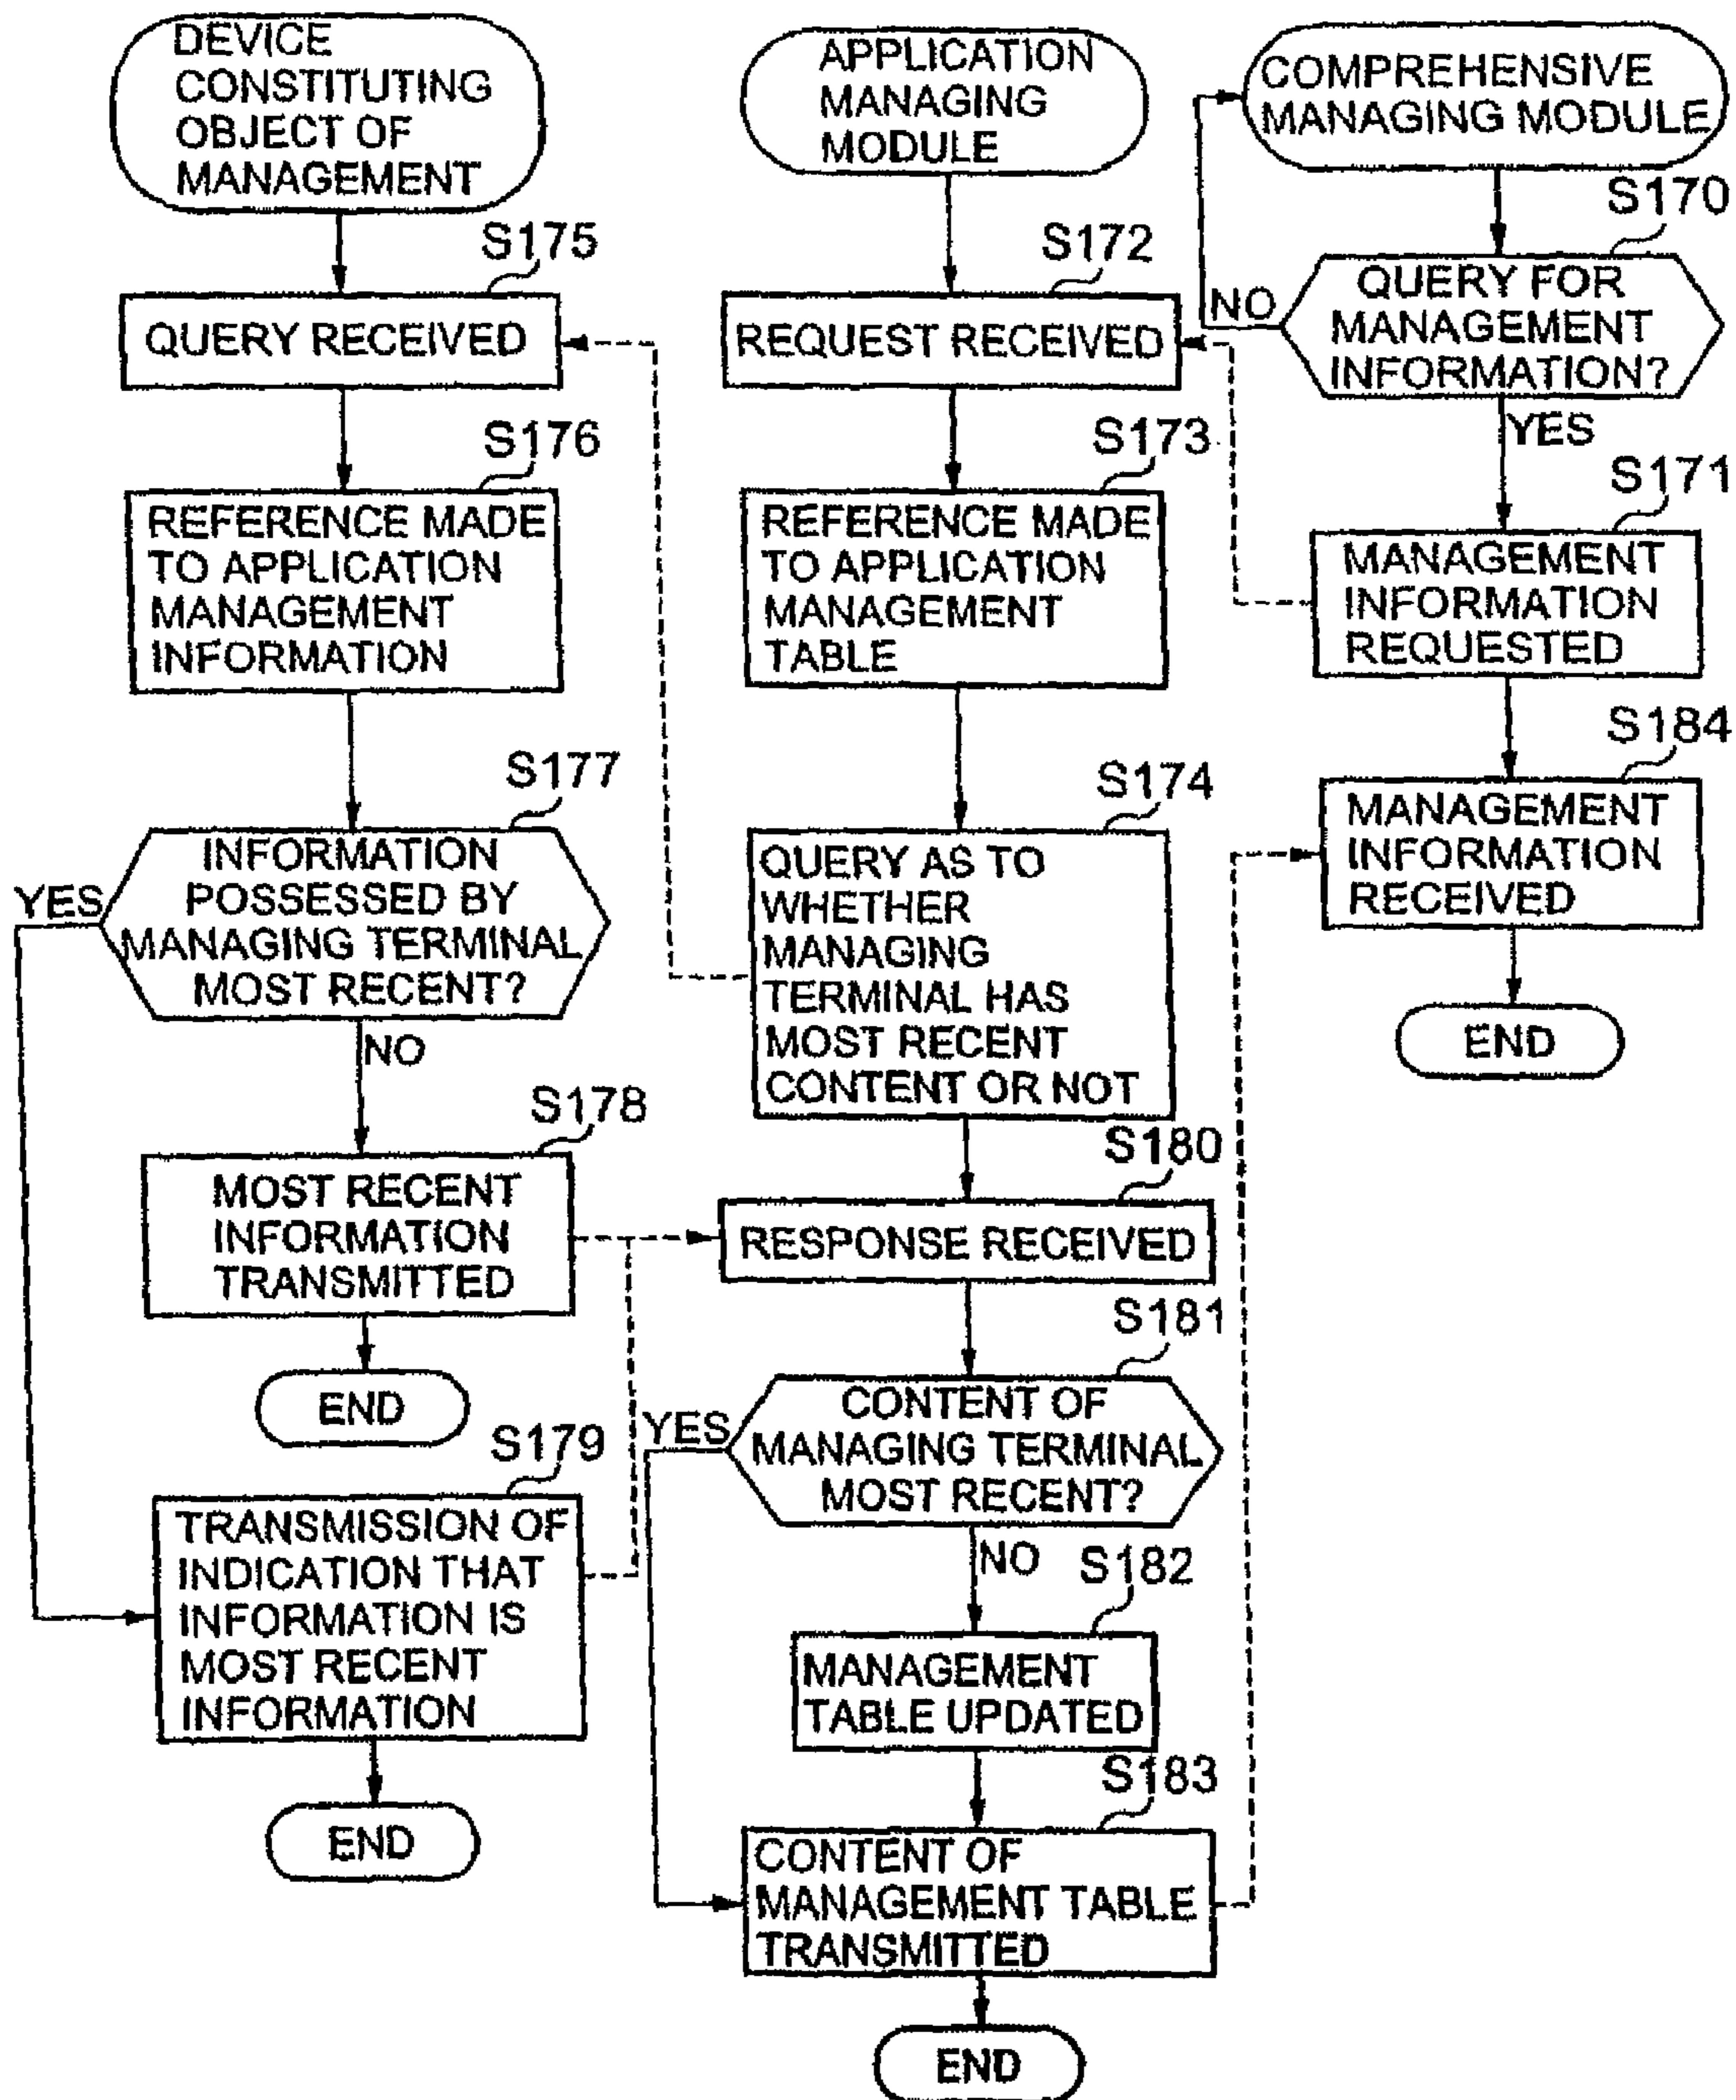 DEVICE
CONSTITUTING
OBJECT OF
MANAGEMENT
S175
QUERY RECEIVED
S176
REFERENCE MADE
TO APPLICATION
MANAGEMENT
INFORMATION
S177
INFORMATION
POSSESSED BY
MANAGING TERMINAL
MOST RECENT?
YES
NO
S178
MOST RECENT
INFORMATION
TRANSMITTED
END
S179
TRANSMISSION OF
INDICATION THAT
INFORMATION IS
MOST RECENT
INFORMATION
END
APPLICATION
MANAGING
MODULE
S172
REQUEST RECEIVED
S173
REFERENCE MADE
TO APPLICATION
MANAGEMENT
TABLE
S174
QUERY AS TO
WHETHER
MANAGING
TERMINAL HAS
MOST RECENT
CONTENT OR NOT
S180
RESPONSE RECEIVED
S181
CONTENT OF
MANAGING TERMINAL
MOST RECENT?
YES
NO
S182
MANAGEMENT
TABLE UPDATED
S183
CONTENT OF
MANAGEMENT TABLE
TRANSMITTED
END
COMPREHENSIVE
MANAGING MODULE
S170
QUERY FOR
MANAGEMENT
INFORMATION?
NO
YES
S171
MANAGEMENT
INFORMATION
REQUESTED
S184
MANAGEMENT
INFORMATION
RECEIVED
END